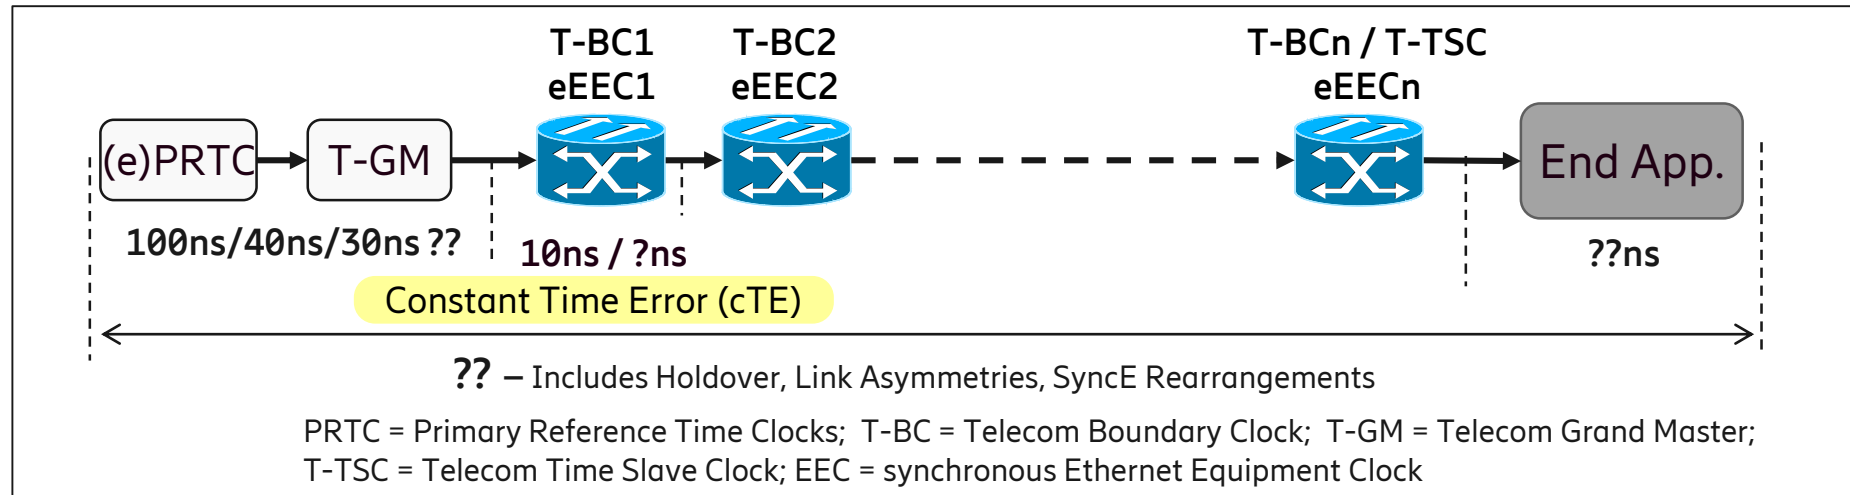 T-BC1
eEEC1
T-BC2
eEEC2
T-BCn / T-TSC
eEECn
(e)PRTC
T-GM
End App.
100ns/40ns/30ns ??
10ns / ?ns
??ns
Constant Time Error (cTE)
?? – Includes Holdover, Link Asymmetries, SyncE Rearrangements
PRTC = Primary Reference Time Clocks; T-BC = Telecom Boundary Clock; T-GM = Telecom Grand Master;
T-TSC = Telecom Time Slave Clock; EEC = synchronous Ethernet Equipment Clock